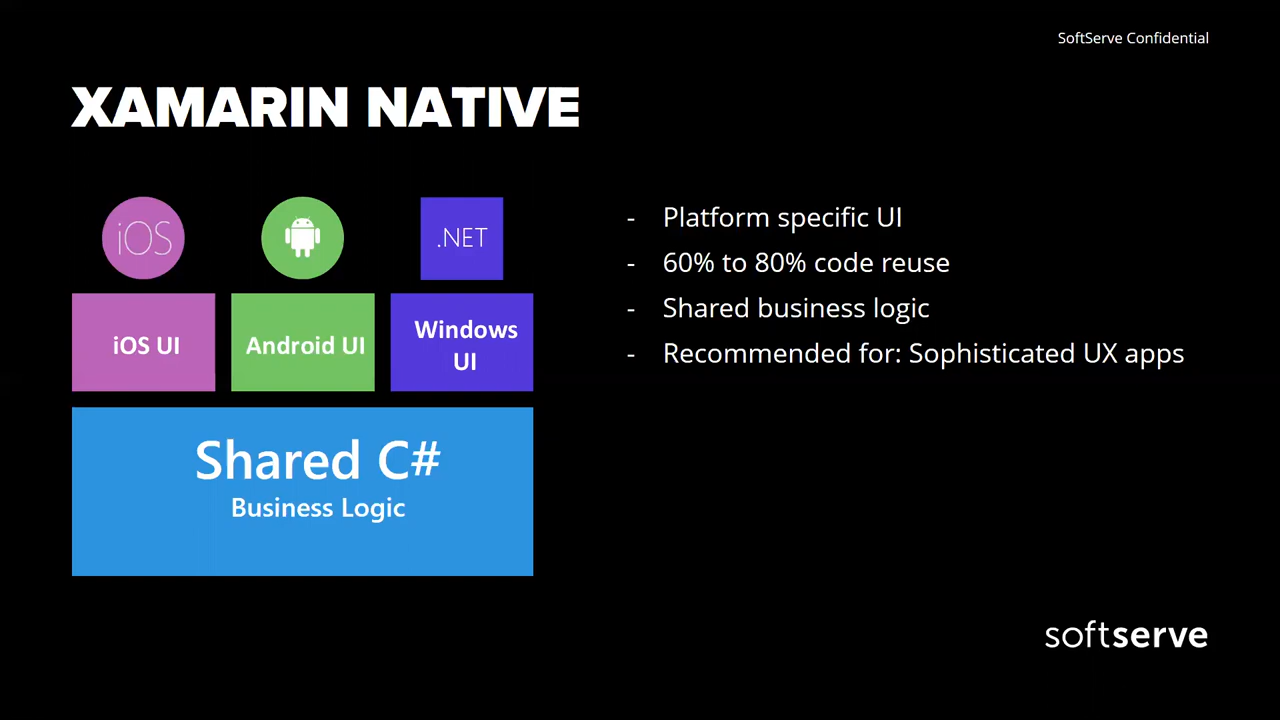 SoftServe Confidential
XAMARIN NATIVE
iOS
.NET
iOS UI
Android UI
Windows
UI
Shared C#
Business Logic
- Platform specific UI
- 60% to 80% code reuse
- Shared business logic
- Recommended for: Sophisticated UX apps
softserve